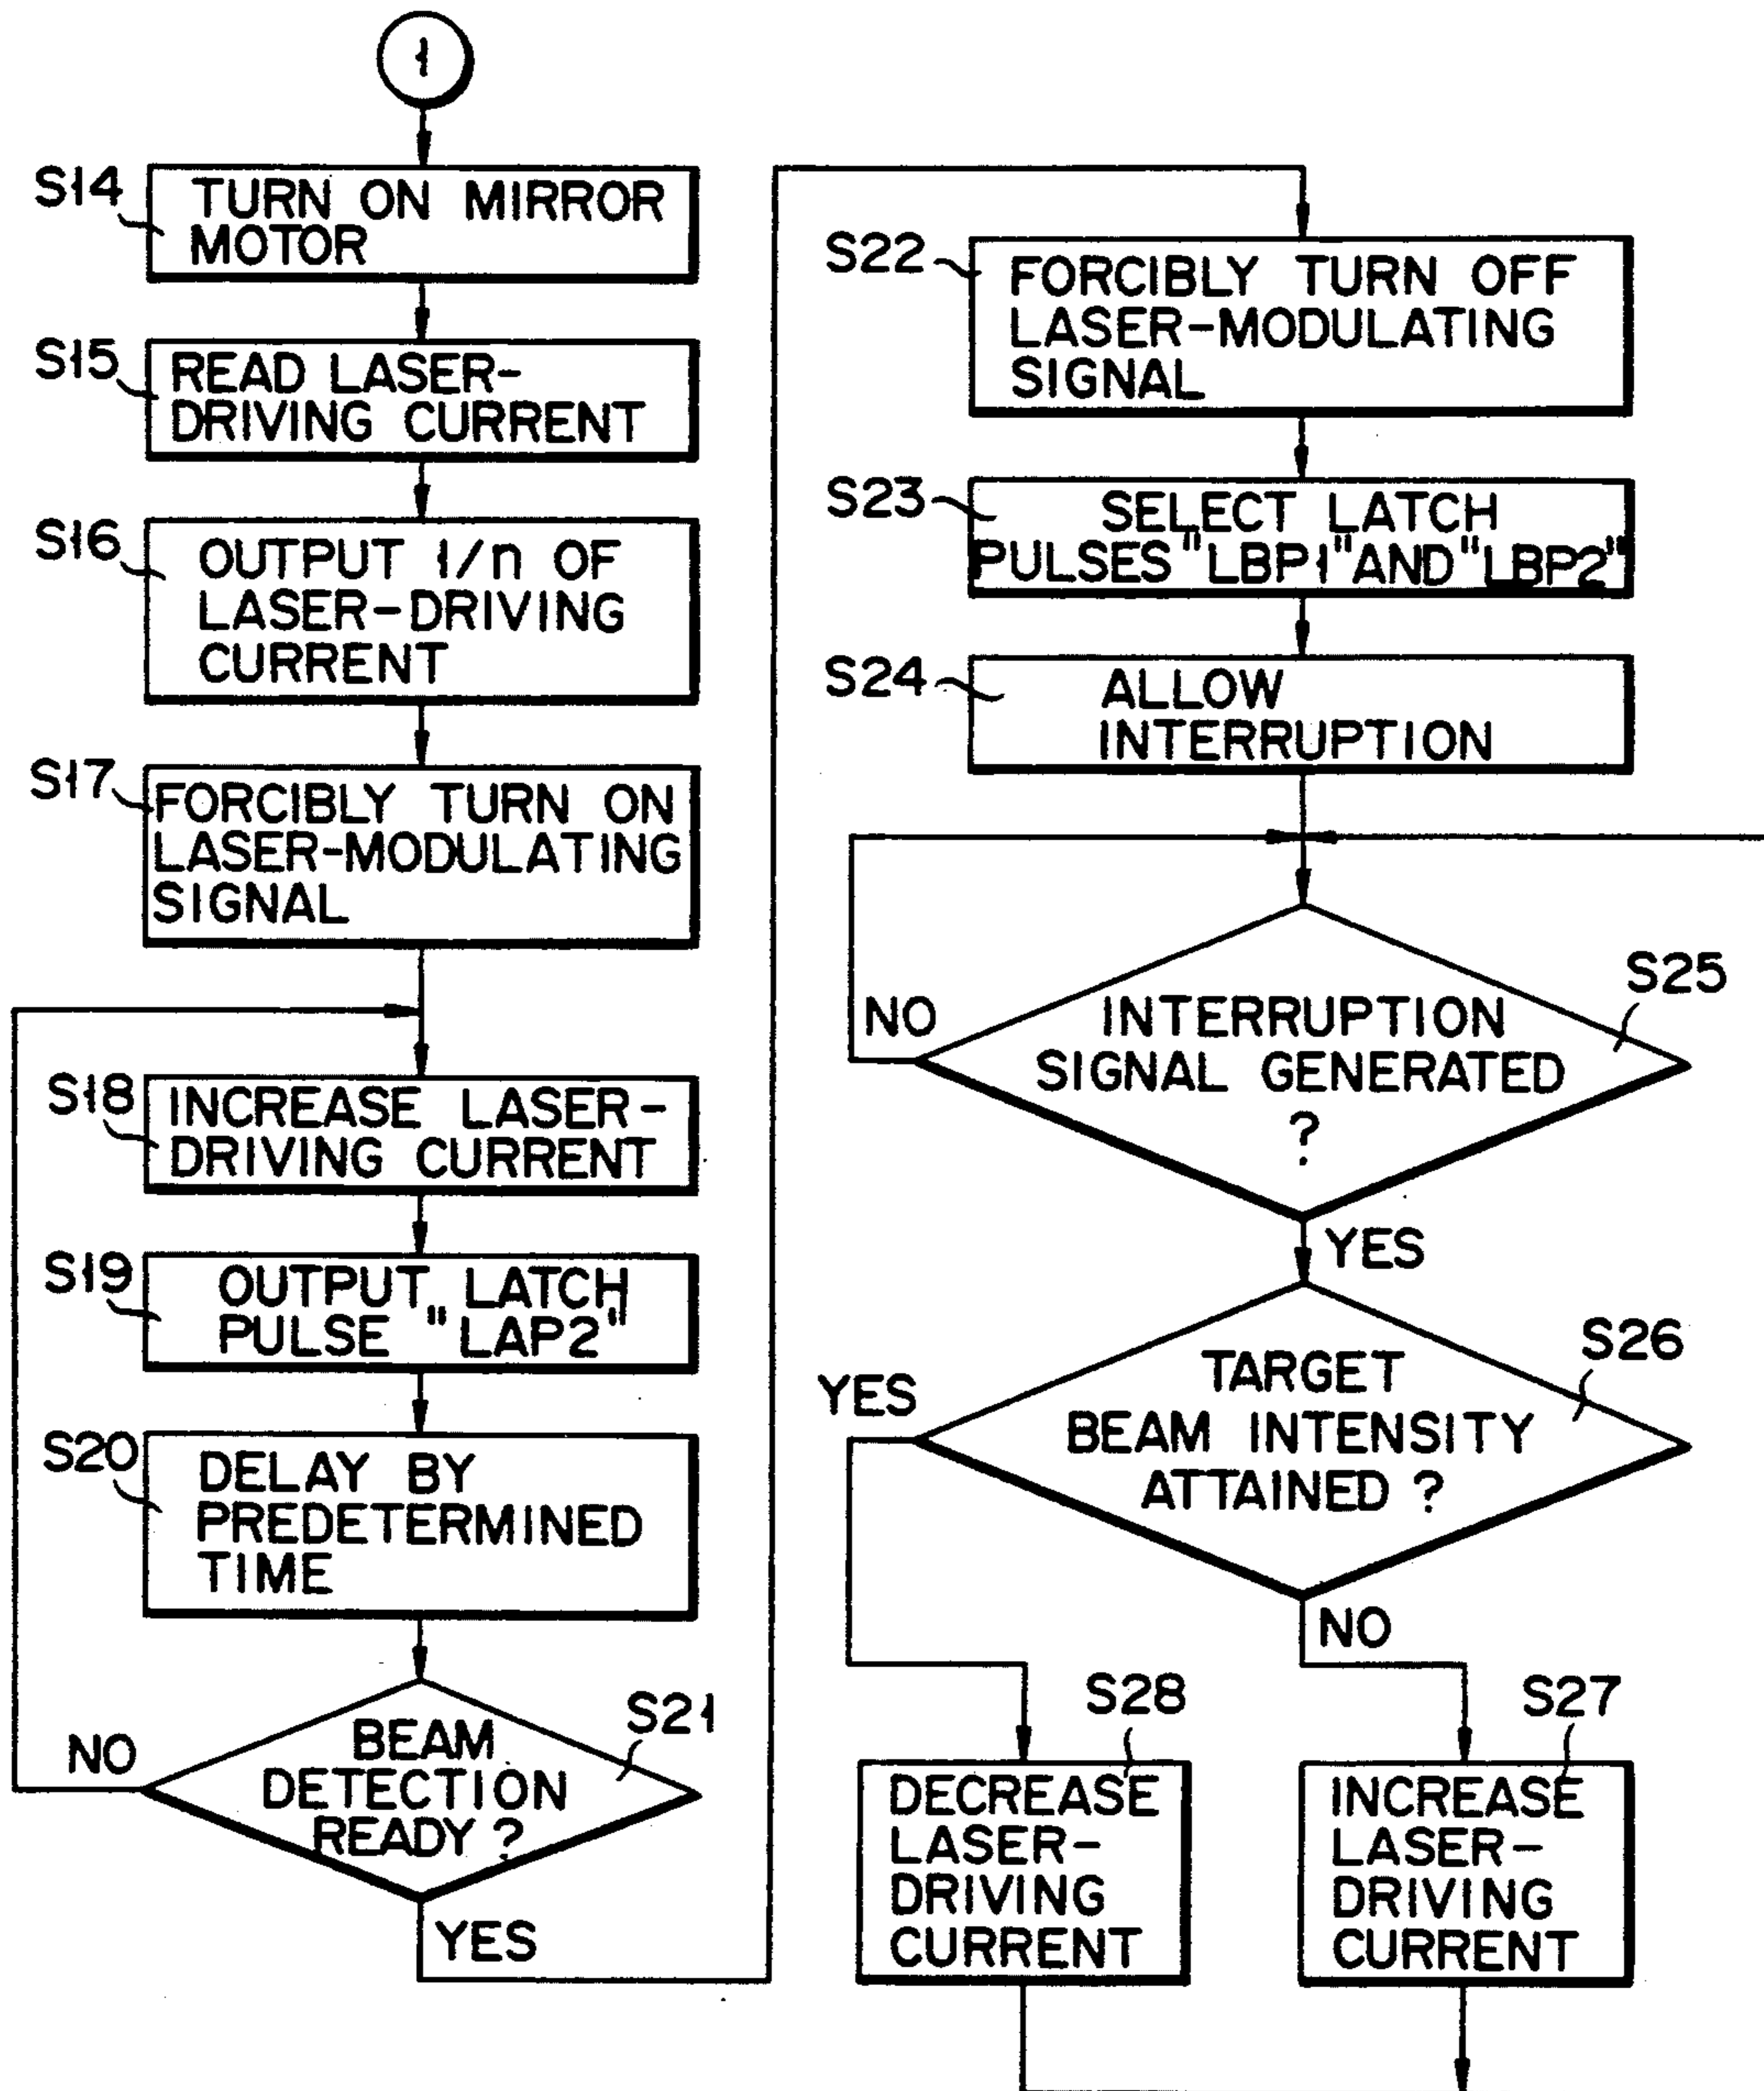 1
S14
TURN ON MIRROR
MOTOR
S15
READ LASER-
DRIVING CURRENT
S16
OUTPUT 1/n OF
LASER-DRIVING
CURRENT
S17
FORCIBLY TURN ON
LASER-MODULATING
SIGNAL
S18
INCREASE LASER-
DRIVING CURRENT
S19
OUTPUT LATCH
PULSE "LAP2"
S20
DELAY BY
PREDETERMINED
TIME
S21
BEAM
DETECTION
READY ?
NO
YES
S22
FORCIBLY TURN OFF
LASER-MODULATING
SIGNAL
S23
SELECT LATCH
PULSES "LBP1" AND "LBP2"
S24
ALLOW
INTERRUPTION
S25
INTERRUPTION
SIGNAL GENERATED
?
NO
YES
S26
TARGET
BEAM INTENSITY
ATTAINED ?
YES
NO
S28
DECREASE
LASER-
DRIVING
CURRENT
S27
INCREASE
LASER-
DRIVING
CURRENT